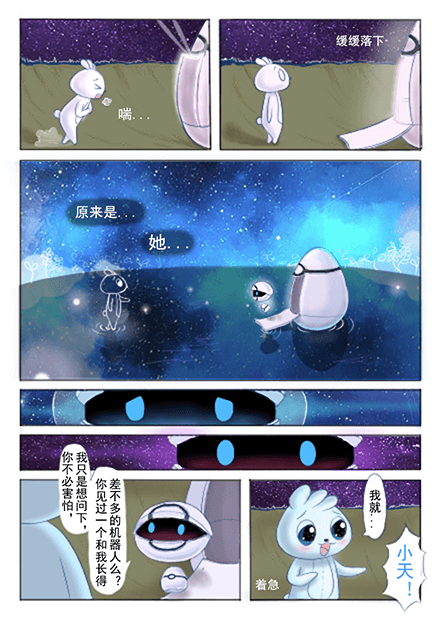 喘...
缓缓落下
原来是...
她...
我只是想问下，
你不必害怕，
差不多的机器人么？
你见过一个和我长得
我就...
小天！
着急